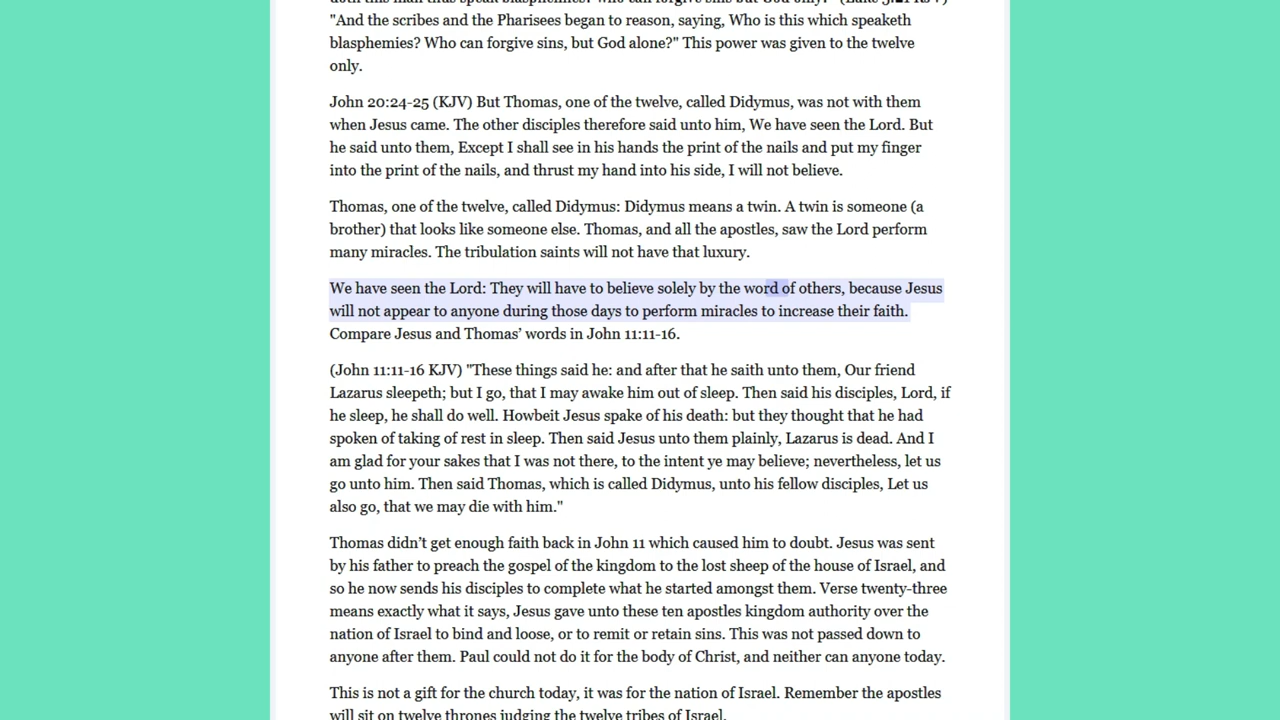 "And the scribes and the Pharisees began to reason, saying, Who is this which speaketh
blasphemies? Who can forgive sins, but God alone?" This power was given to the twelve
only.
John 20:24-25 (KJV) But Thomas, one of the twelve, called Didymus, was not with them
when Jesus came. The other disciples therefore said unto him, We have seen the Lord. But
he said unto them, Except I shall see in his hands the print of the nails and put my finger
into the print of the nails, and thrust my hand into his side, I will not believe.
Thomas, one of the twelve, called Didymus: Didymus means a twin. A twin is someone (a
brother) that looks like someone else. Thomas, and all the apostles, saw the Lord perform
many miracles. The tribulation saints will not have that luxury.
We have seen the Lord: They will have to believe solely by the word of others, because Jesus
will not appear to anyone during those days to perform miracles to increase their faith.
Compare Jesus and Thomas’ words in John 11:11-16.
(John 11:11-16 KJV) "These things said he: and after that he saith unto them, Our friend
Lazarus sleepeth; but I go, that I may awake him out of sleep. Then said his disciples, Lord, if
he sleep, he shall do well. Howbeit Jesus spake of his death: but they thought that he had
spoken of taking of rest in sleep. Then said Jesus unto them plainly, Lazarus is dead. And I
am glad for your sakes that I was not there, to the intent ye may believe; nevertheless, let us
go unto him. Then said Thomas, which is called Didymus, unto his fellow disciples, Let us
also go, that we may die with him."
Thomas didn’t get enough faith back in John 11 which caused him to doubt. Jesus was sent
by his father to preach the gospel of the kingdom to the lost sheep of the house of Israel, and
so he now sends his disciples to complete what he started amongst them. Verse twenty-three
means exactly what it says, Jesus gave unto these ten apostles kingdom authority over the
nation of Israel to bind and loose, or to remit or retain sins. This was not passed down to
anyone after them. Paul could not do it for the body of Christ, and neither can anyone today.
This is not a gift for the church today, it was for the nation of Israel. Remember the apostles
will sit on twelve thrones judging the twelve tribes of Israel.